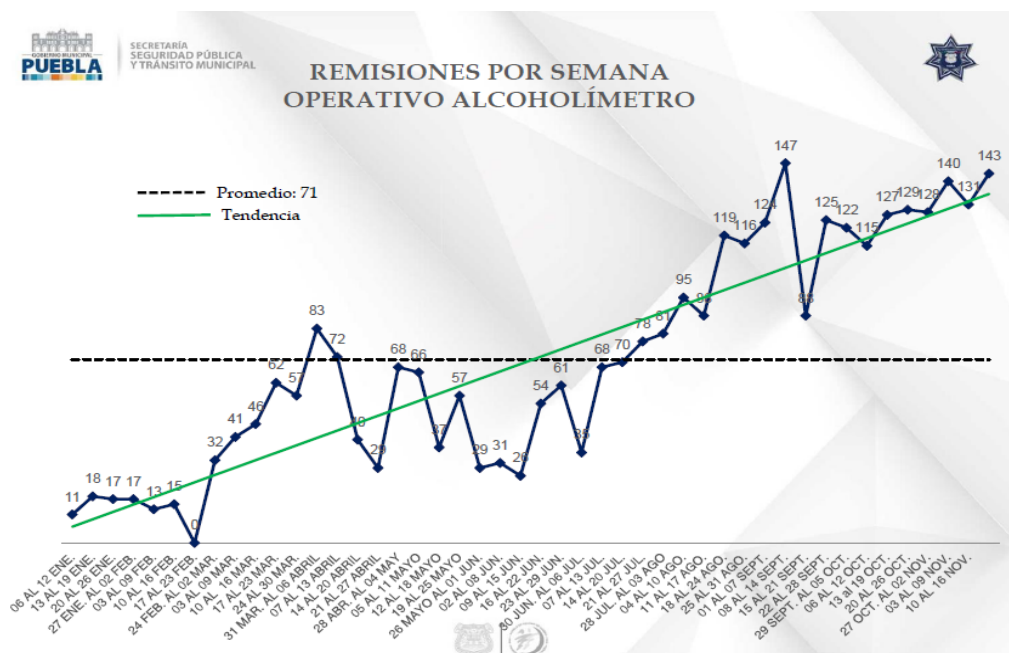 GOBIERNO MUNICIPAL
PUEBLA
SECRETARÍA
SEGURIDAD PÚBLICA
Y TRÁNSITO MUNICIPAL
REMISIONES POR SEMANA
OPERATIVO ALCOHOLÍMETRO
Promedio: 71
Tendencia
11
18
17
17
13
15
0
32
41
46
62
57
83
72
40
29
68
66
37
57
29
31
26
54
61
35
68
70
78
81
95
88
119
116
124
147
88
125
122
115
127
129
128
140
131
143
06 AL 12 ENE.
13 AL 19 ENE.
20 AL 26 ENE.
27 ENE. AL 02 FEB.
03 AL 09 FEB.
10 AL 16 FEB.
17 AL 23 FEB.
24 FEB. AL 02 MAR.
03 AL 09 MAR.
10 AL 16 MAR.
17 AL 23 MAR.
24 AL 30 MAR.
31 MAR. AL 06 ABRIL
07 AL 13 ABRIL
14 AL 20 ABRIL
21 AL 27 ABRIL
28 ABR. AL 04 MAY
05 AL 11 MAYO
12 AL 18 MAYO
19 AL 25 MAYO
26 MAYO AL 01 JUN.
02 AL 08 JUN.
09 AL 15 JUN.
16 AL 22 JUN.
23 AL 29 JUN.
30 JUN AL 06 JUL.
07 AL 13 JUL.
14 AL 20 JUL.
21 AL 27 JUL.
28 JUL. AL 03 AGO
04 AL 10 AGO.
11 AL 17 AGO.
18 AL 24 AGO.
25 AL 31 AGO.
01 AL 07 SEPT.
08 AL 14 SEPT.
15 AL 21 SEPT.
22 AL 28 SEPT.
29 SEPT. AL 05 OCT
06 AL 12 OCT.
13 al 19 OCT
20 AL 26 OCT.
27 OCT. AL 02 NOV.
03 AL 09 NOV.
10 AL 16 NOV.